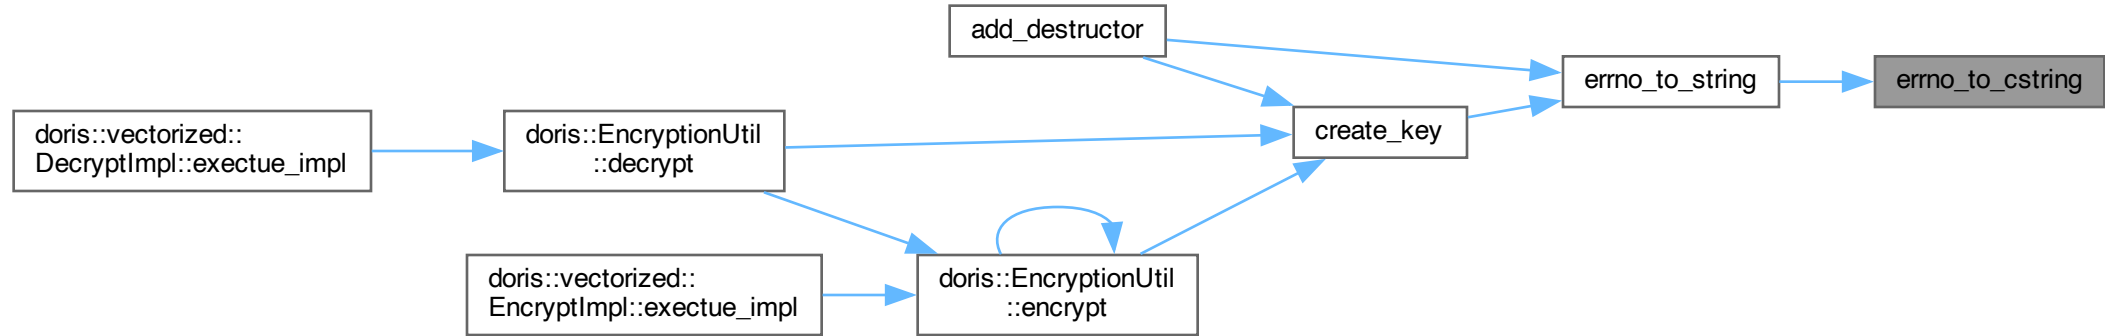 add_destructor
errno_to_string
errno_to_cstring
create_key
doris::vectorized::
DecryptImpl::exectue_impl
doris::EncryptionUtil
::decrypt
doris::vectorized::
EncryptImpl::exectue_impl
doris::EncryptionUtil
::encrypt